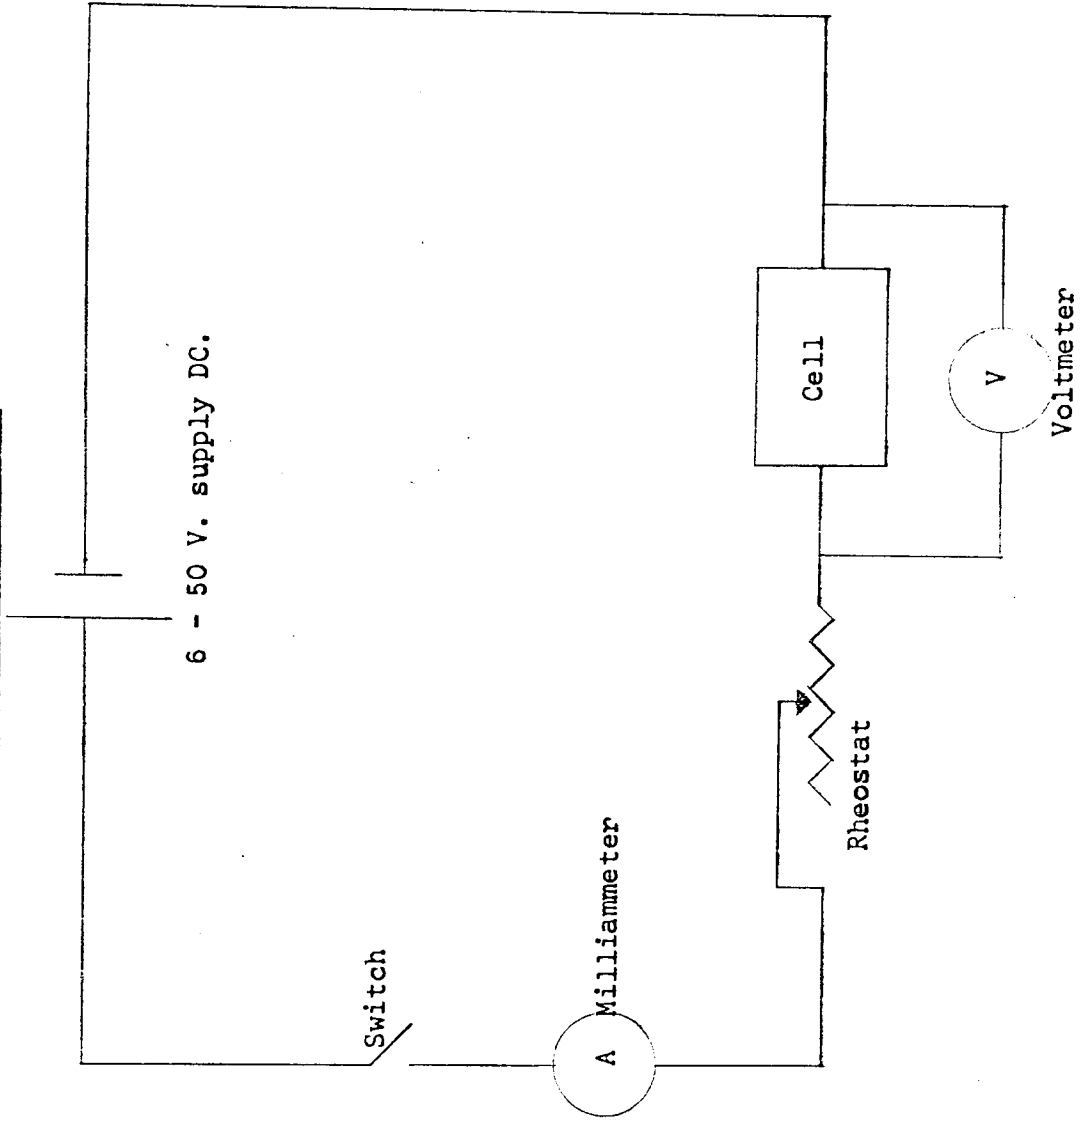 6 - 50 V. supply DC.
Switch
A
Milliammeter
Rheostat
Cell
V
Voltmeter